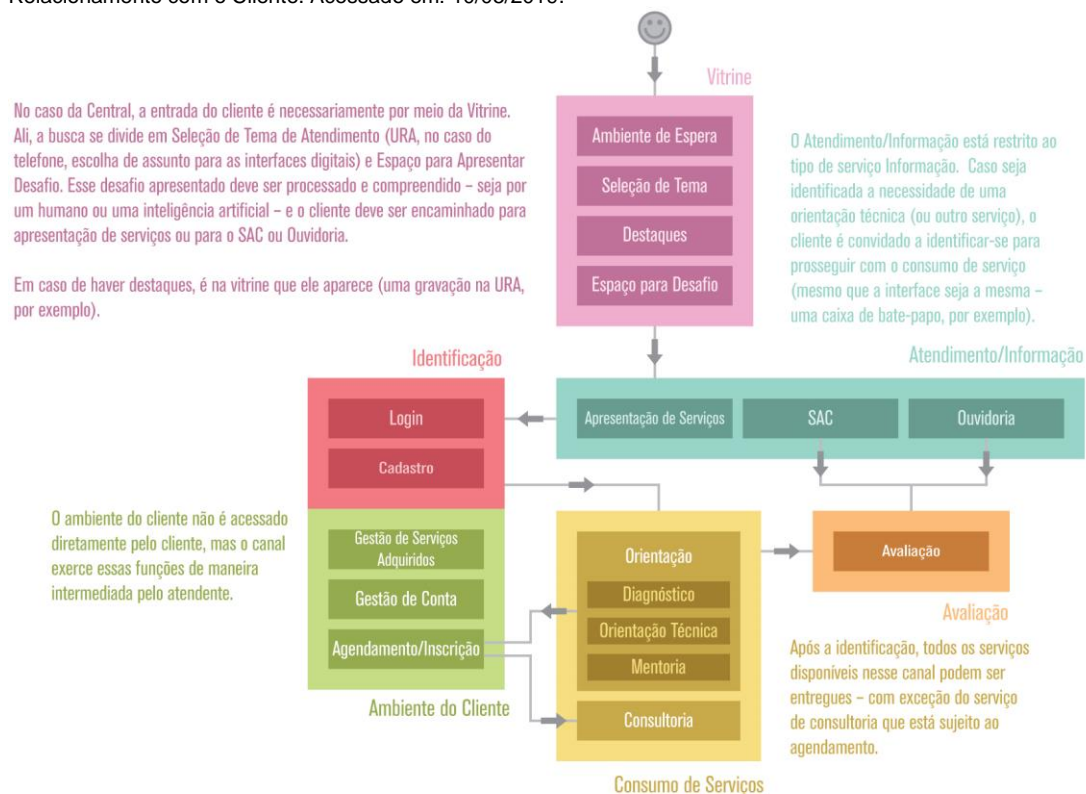 Relacionamento com o Cliente. Acessado em: 10/06/2019.
Vitrine
No caso da Central, a entrada do cliente é necessariamente por meio da Vitrine.
Ali, a busca se divide em Seleção de Tema de Atendimento (URA, no caso do
telefone, escolha de assunto para as interfaces digitais) e Espaço para Apresentar
Desafio. Esse desafio apresentado deve ser processado e compreendido – seja por
um humano ou uma inteligência artificial – e o cliente deve ser encaminhado para
apresentação de serviços ou para o SAC ou Ouvidoria.
Em caso de haver destaques, é na vitrine que ele aparece (uma gravação na URA,
por exemplo).
Ambiente de Espera
Seleção de Tema
Destaques
Espaço para Desafio
O Atendimento/Informação está restrito ao
tipo de serviço Informação. Caso seja
identificada a necessidade de uma
orientação técnica (ou outro serviço), o
cliente é convidado a identificar-se para
prosseguir com o consumo de serviço
(mesmo que a interface seja a mesma –
uma caixa de bate-papo, por exemplo).
Identificação
Atendimento/Informação
Login
Cadastro
Apresentação de Serviços
SAC
Ouvidoria
O ambiente do cliente não é acessado
diretamente pelo cliente, mas o canal
exerce essas funções de maneira
intermediada pelo atendente.
Gestão de Serviços
Adquiridos
Gestão de Conta
Agendamento/Inscrição
Ambiente do Cliente
Orientação
Diagnóstico
Orientação Técnica
Mentoria
Consultoria
Consumo de Serviços
Avaliação
Avaliação
Após a identificação, todos os serviços
disponíveis nesse canal podem ser
entregues – com exceção do serviço
de consultoria que está sujeito ao
agendamento.